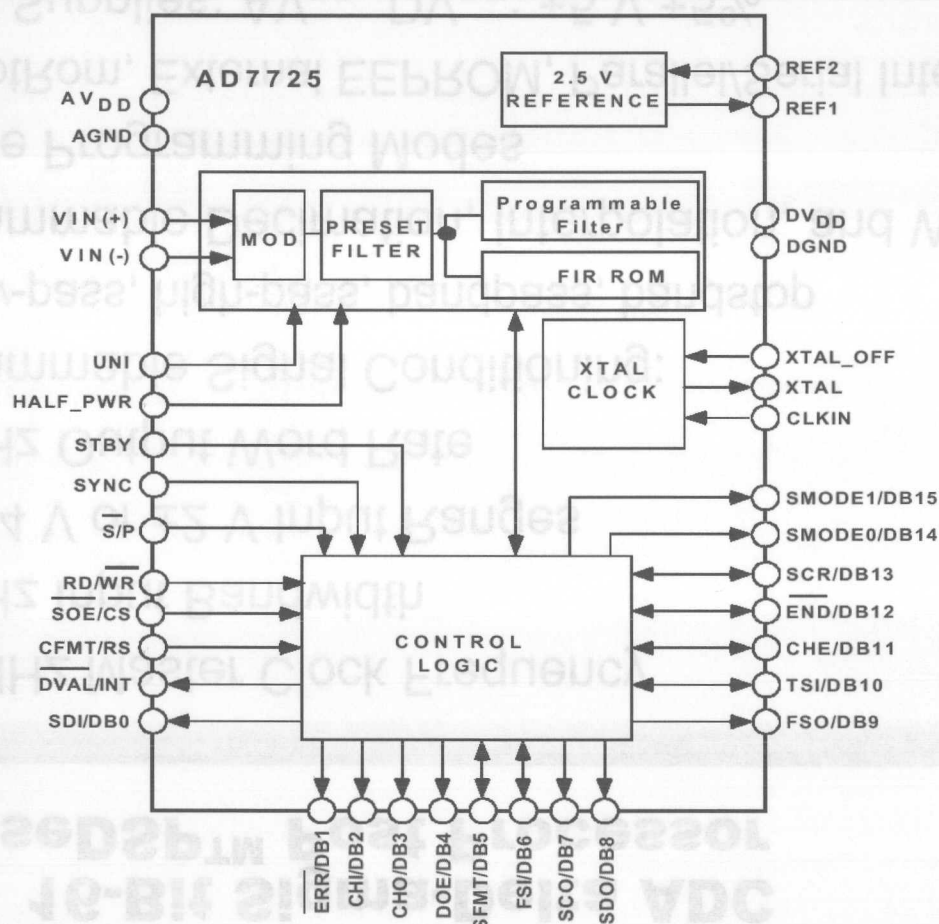 AD7725
2.5 V
REFERENCE
REF2
REF1
AVDD
AGND
VIN(+)
VIN(-)
MOD
PRESET
FILTER
Programmable
Filter
FIR ROM
DVDD
DGND
UNI
HALF_PWR
STBY
SYNC
S/P
RD/WR
SOE/CS
CFMT/RS
DVAL/INT
SDI/DB0
XTAL
CLOCK
XTAL_OFF
XTAL
CLKIN
CONTROL
LOGIC
SMODE1/DB15
SMODE0/DB14
SCR/DB13
END/DB12
CHE/DB11
TSI/DB10
FSO/DB9
ERR/DB1
CHI/DB2
CHO/DB3
DOE/DB4
SFMT/DB5
FSI/DB6
SCO/DB7
SDO/DB8